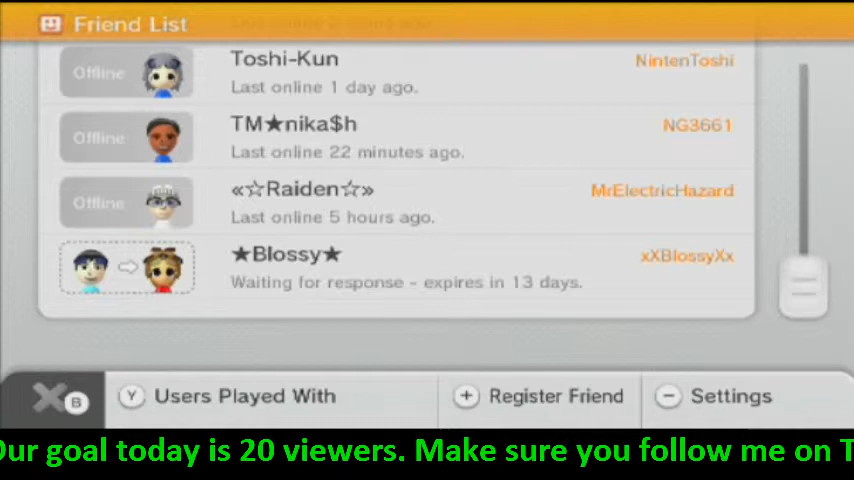 Friend List
Offline
Toshi-Kun
NintenToshi
Last online 1 day ago.
Offline
TM★nika$h
NG3661
Last online 22 minutes ago.
Offline
«☆Raiden☆»
MrElectricHazard
Last online 5 hours ago.
★Blossy★
xXBlossyXx
Waiting for response - expires in 13 days.
B
Y Users Played With
+ Register Friend
− Settings
Our goal today is 20 viewers. Make sure you follow me on T